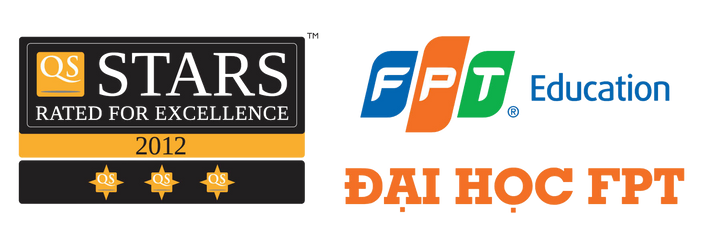 QS STARS™
RATED FOR EXCELLENCE
2012
QS QS QS
FPT® Education
ĐẠI HỌC FPT